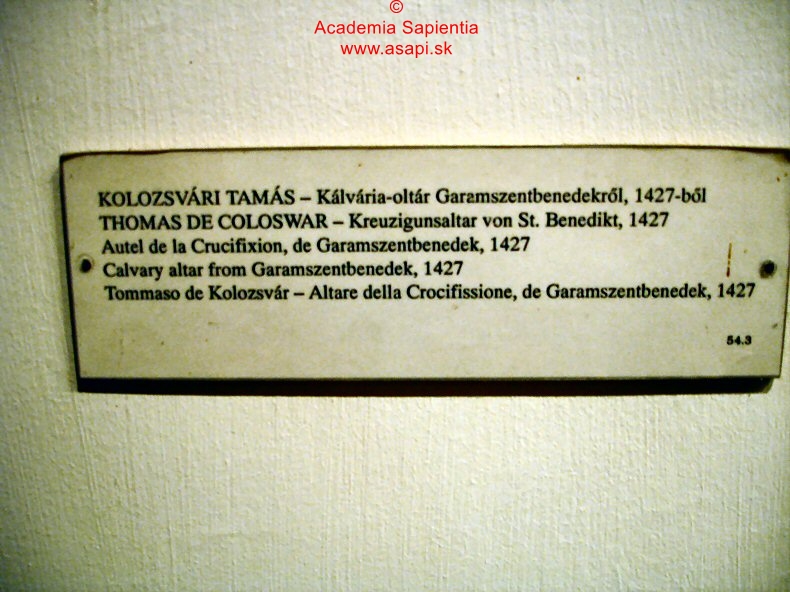 ©
Academia Sapientia
www.asapi.sk
KOLOZSVÁRI TAMÁS – Kálvária-oltár Garamszentbenedekről, 1427-ből
THOMAS DE COLOSWAR – Kreuzigunsaltar von St. Benedikt, 1427
Autel de la Crucifixion, de Garamszentbenedek, 1427
Calvary altar from Garamszentbenedek, 1427
Tommaso de Kolozsvár – Altare della Crocifissione, de Garamszentbenedek, 1427
54.3